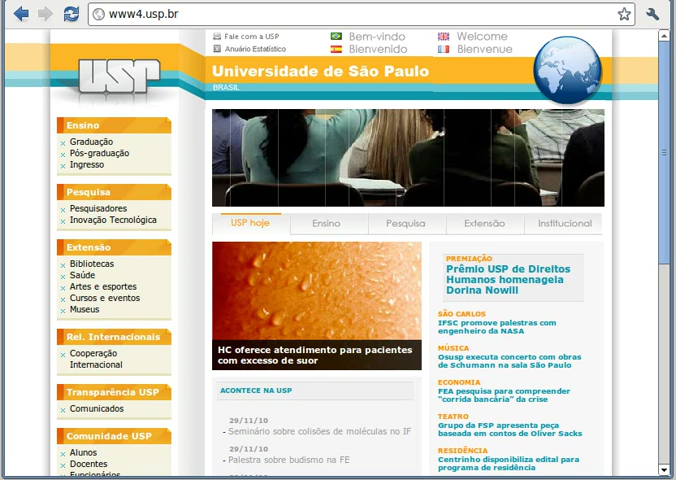 www4.usp.br
Fale com a USP
Anuário Estatístico
Bem-vindo
Welcome
Bienvenido
Bienvenue
USP
Universidade de São Paulo
BRASIL
Ensino
Graduação
Pós-graduação
Ingresso
Pesquisa
Pesquisadores
Inovação Tecnológica
Extensão
Bibliotecas
Saúde
Artes e esportes
Cursos e eventos
Museus
Rel. Internacionais
Cooperação
Internacional
Transparência USP
Comunicados
Comunidade USP
Alunos
Docentes
Funcionários
USP hoje
Ensino
Pesquisa
Extensão
Institucional
HC oferece atendimento para pacientes
com excesso de suor
ACONTECE NA USP
29/11/10
- Seminário sobre colisões de moléculas no IF
29/11/10
- Palestra sobre budismo na FE
29/11/10
PREMIAÇÃO
Prêmio USP de Direitos
Humanos homenageia
Dorina Nowill
SÃO CARLOS
IFSC promove palestras com
engenheiro da NASA
MÚSICA
Osusp executa concerto com obras
de Schumann na sala São Paulo
ECONOMIA
FEA pesquisa para compreender
"corrida bancária" da crise
TEATRO
Grupo da FSP apresenta peça
baseada em contos de Oliver Sacks
RESIDÊNCIA
Centrinho disponibiliza edital para
programa de residência